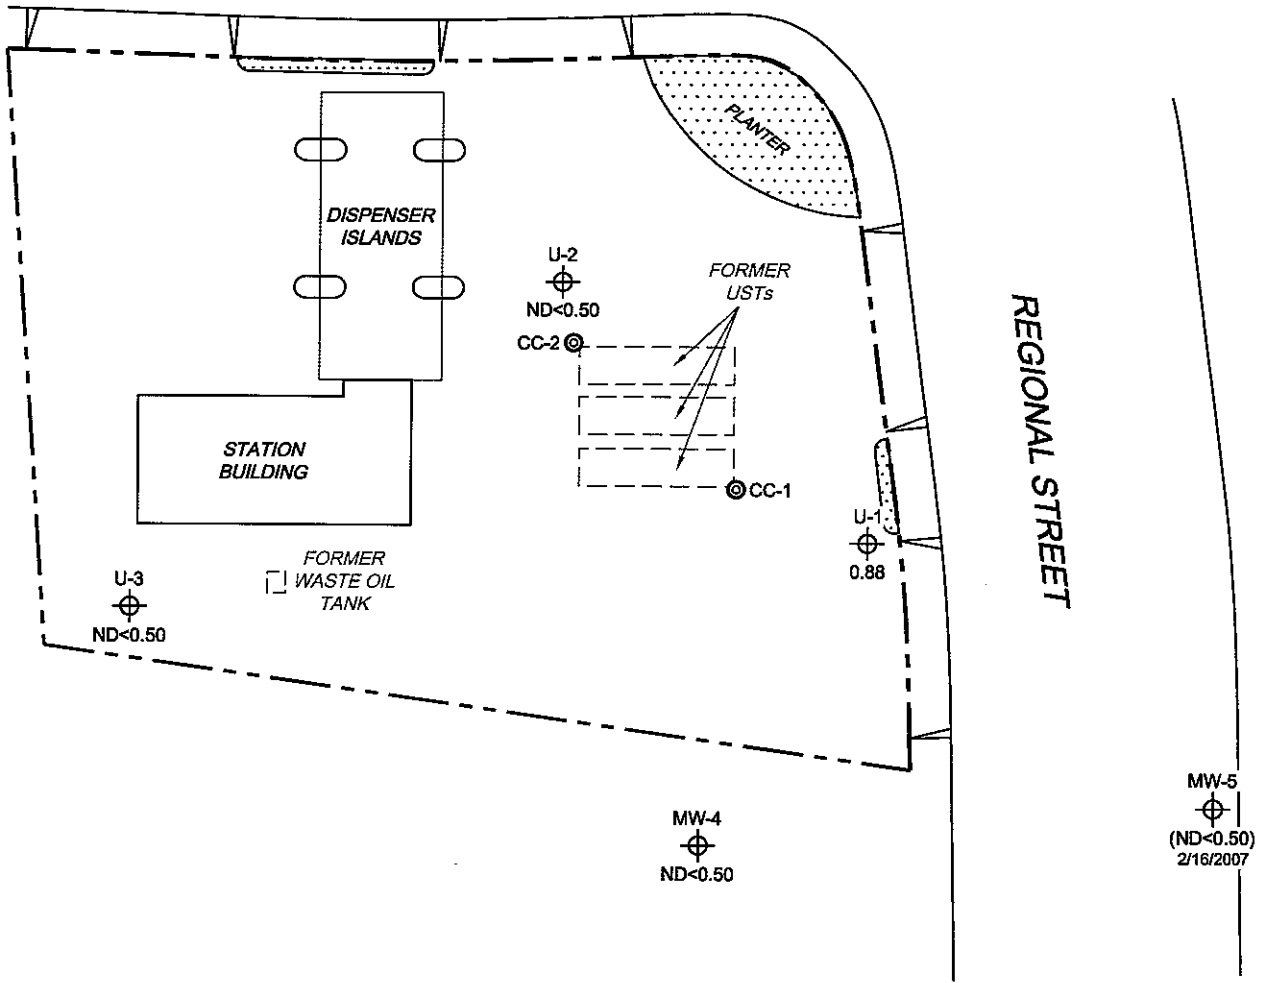 PLANTER
DISPENSER
ISLANDS
U-2
ND<0.50
FORMER
USTs
CC-2
REGIONAL STREET
STATION
BUILDING
CC-1
U-1
0.88
FORMER
WASTE OIL
TANK
U-3
ND<0.50
MW-5
(ND<0.50)
2/16/2007
MW-4
ND<0.50